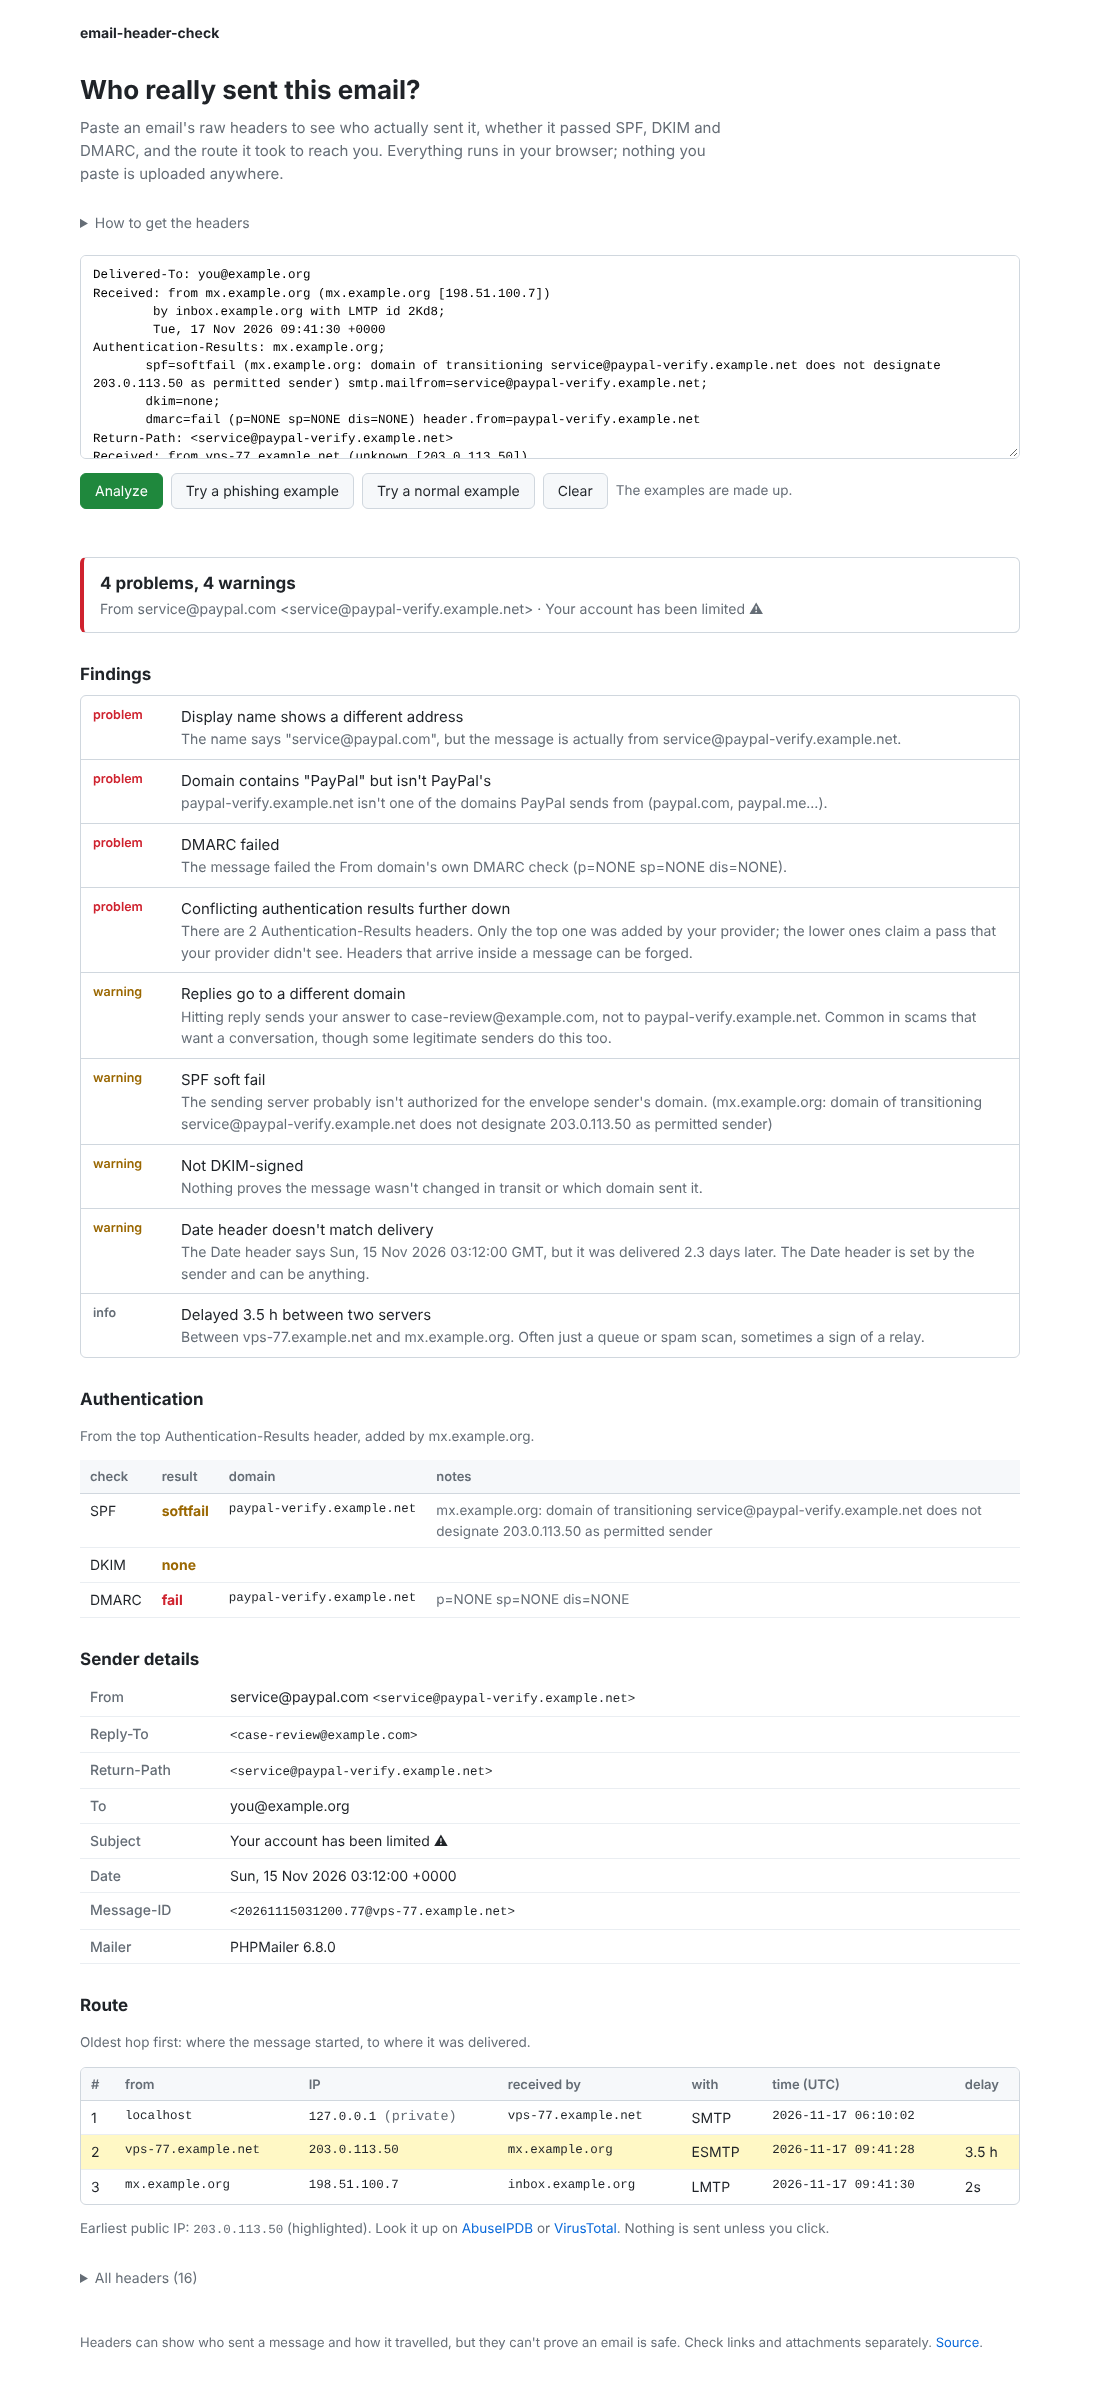 email-header-check
Who really sent this email?
Paste an email's raw headers to see who actually sent it, whether it passed SPF, DKIM and
DMARC, and the route it took to reach you. Everything runs in your browser; nothing you
paste is uploaded anywhere.
▶ How to get the headers
Delivered-To: you@example.org
Received: from mx.example.org (mx.example.org [198.51.100.7])
by inbox.example.org with LMTP id 2Kd8;
Tue, 17 Nov 2026 09:41:30 +0000
Authentication-Results: mx.example.org;
spf=softfail (mx.example.org: domain of transitioning service@paypal-verify.example.net does not designate
203.0.113.50 as permitted sender) smtp.mailfrom=service@paypal-verify.example.net;
dkim=none;
dmarc=fail (p=NONE sp=NONE dis=NONE) header.from=paypal-verify.example.net
Return-Path: <service@paypal-verify.example.net>
Received: from vps-77.example.net (unknown [203.0.113.50])
Analyze Try a phishing example Try a normal example Clear The examples are made up.
4 problems, 4 warnings
From service@paypal.com <service@paypal-verify.example.net> · Your account has been limited ⚠
Findings
problem Display name shows a different address
The name says "service@paypal.com", but the message is actually from service@paypal-verify.example.net.
problem Domain contains "PayPal" but isn't PayPal's
paypal-verify.example.net isn't one of the domains PayPal sends from (paypal.com, paypal.me…).
problem DMARC failed
The message failed the From domain's own DMARC check (p=NONE sp=NONE dis=NONE).
problem Conflicting authentication results further down
There are 2 Authentication-Results headers. Only the top one was added by your provider; the lower ones claim a pass that
your provider didn't see. Headers that arrive inside a message can be forged.
warning Replies go to a different domain
Hitting reply sends your answer to case-review@example.com, not to paypal-verify.example.net. Common in scams that
want a conversation, though some legitimate senders do this too.
warning SPF soft fail
The sending server probably isn't authorized for the envelope sender's domain. (mx.example.org: domain of transitioning
service@paypal-verify.example.net does not designate 203.0.113.50 as permitted sender)
warning Not DKIM-signed
Nothing proves the message wasn't changed in transit or which domain sent it.
warning Date header doesn't match delivery
The Date header says Sun, 15 Nov 2026 03:12:00 GMT, but it was delivered 2.3 days later. The Date header is set by the
sender and can be anything.
info Delayed 3.5 h between two servers
Between vps-77.example.net and mx.example.org. Often just a queue or spam scan, sometimes a sign of a relay.
Authentication
From the top Authentication-Results header, added by mx.example.org.
check result domain notes
SPF softfail paypal-verify.example.net mx.example.org: domain of transitioning service@paypal-verify.example.net does not
designate 203.0.113.50 as permitted sender
DKIM none
DMARC fail paypal-verify.example.net p=NONE sp=NONE dis=NONE
Sender details
From service@paypal.com <service@paypal-verify.example.net>
Reply-To <case-review@example.com>
Return-Path <service@paypal-verify.example.net>
To you@example.org
Subject Your account has been limited ⚠
Date Sun, 15 Nov 2026 03:12:00 +0000
Message-ID <20261115031200.77@vps-77.example.net>
Mailer PHPMailer 6.8.0
Route
Oldest hop first: where the message started, to where it was delivered.
# from IP received by with time (UTC) delay
1 localhost 127.0.0.1 (private) vps-77.example.net SMTP 2026-11-17 06:10:02
2 vps-77.example.net 203.0.113.50 mx.example.org ESMTP 2026-11-17 09:41:28 3.5 h
3 mx.example.org 198.51.100.7 inbox.example.org LMTP 2026-11-17 09:41:30 2s
Earliest public IP: 203.0.113.50 (highlighted). Look it up on AbuseIPDB or VirusTotal. Nothing is sent unless you click.
▶ All headers (16)
Headers can show who sent a message and how it travelled, but they can't prove an email is safe. Check links and attachments separately. Source.